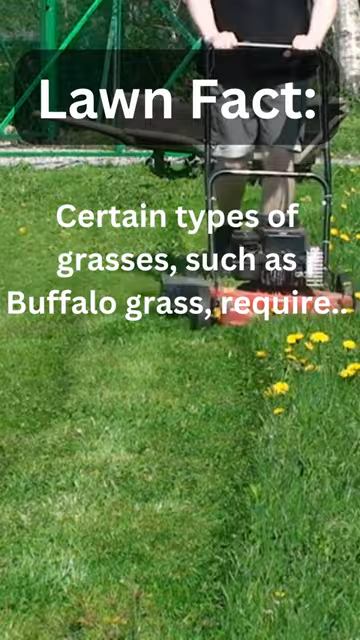 Lawn Fact:
Certain types of
grasses, such as
Buffalo grass, require..